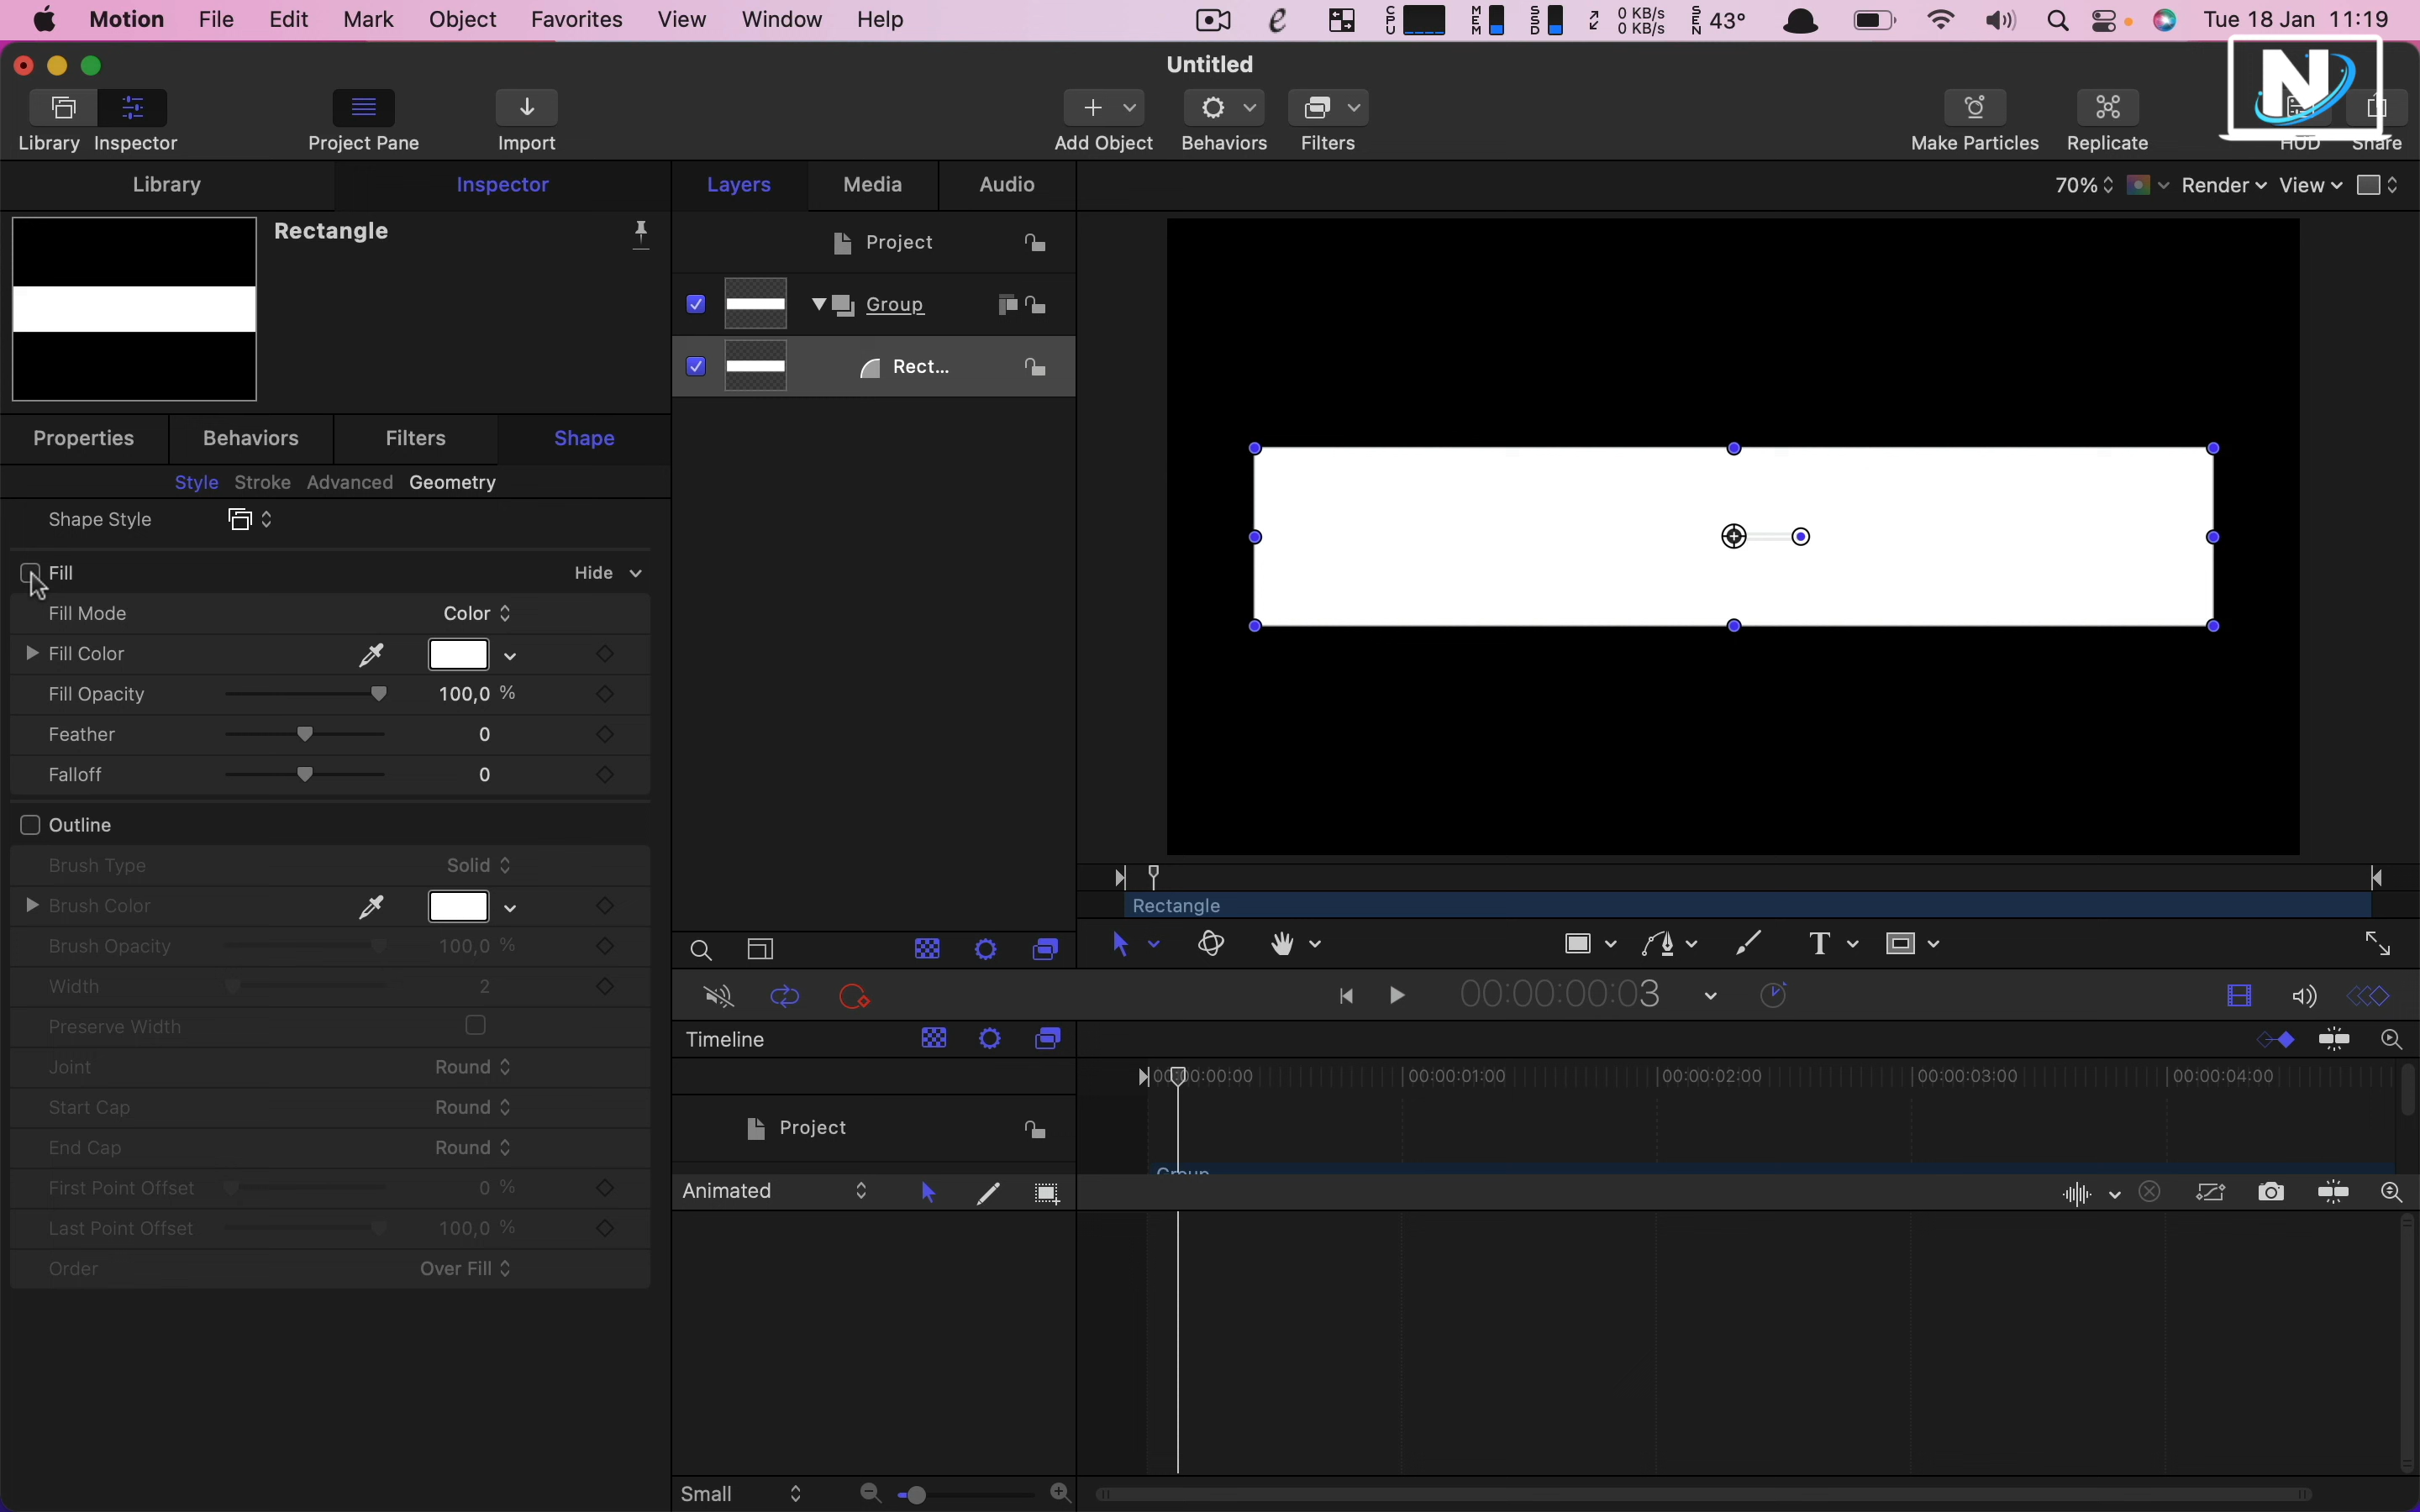 Motion File Edit Mark Object Favorites View Window Help CPU MEM SSD 0 KB/s 0 KB/s SEN 43° Tue 18 Jan 11:19
Untitled
N
Library Inspector Project Pane Import Add Object Behaviors Filters Make Particles Replicate HUD Share
Library Inspector Layers Media Audio 70% Render View
Rectangle
Project
Group
Rect...
Properties Behaviors Filters Shape
Style Stroke Advanced Geometry
Shape Style
Fill Hide
Fill Mode Color
Fill Color
Fill Opacity 100,0 %
Feather 0
Falloff 0
Outline
Brush Type Solid
Brush Color
Brush Opacity 100,0 %
Width 2
Preserve Width
Joint Round
Start Cap Round
End Cap Round
First Point Offset 0 %
Last Point Offset 100,0 %
Order Over Fill
Rectangle
T
00:00:00:03
Timeline
00:00:00:00 00:00:01:00 00:00:02:00 00:00:03:00 00:00:04:00
Project
Group
Animated
Small